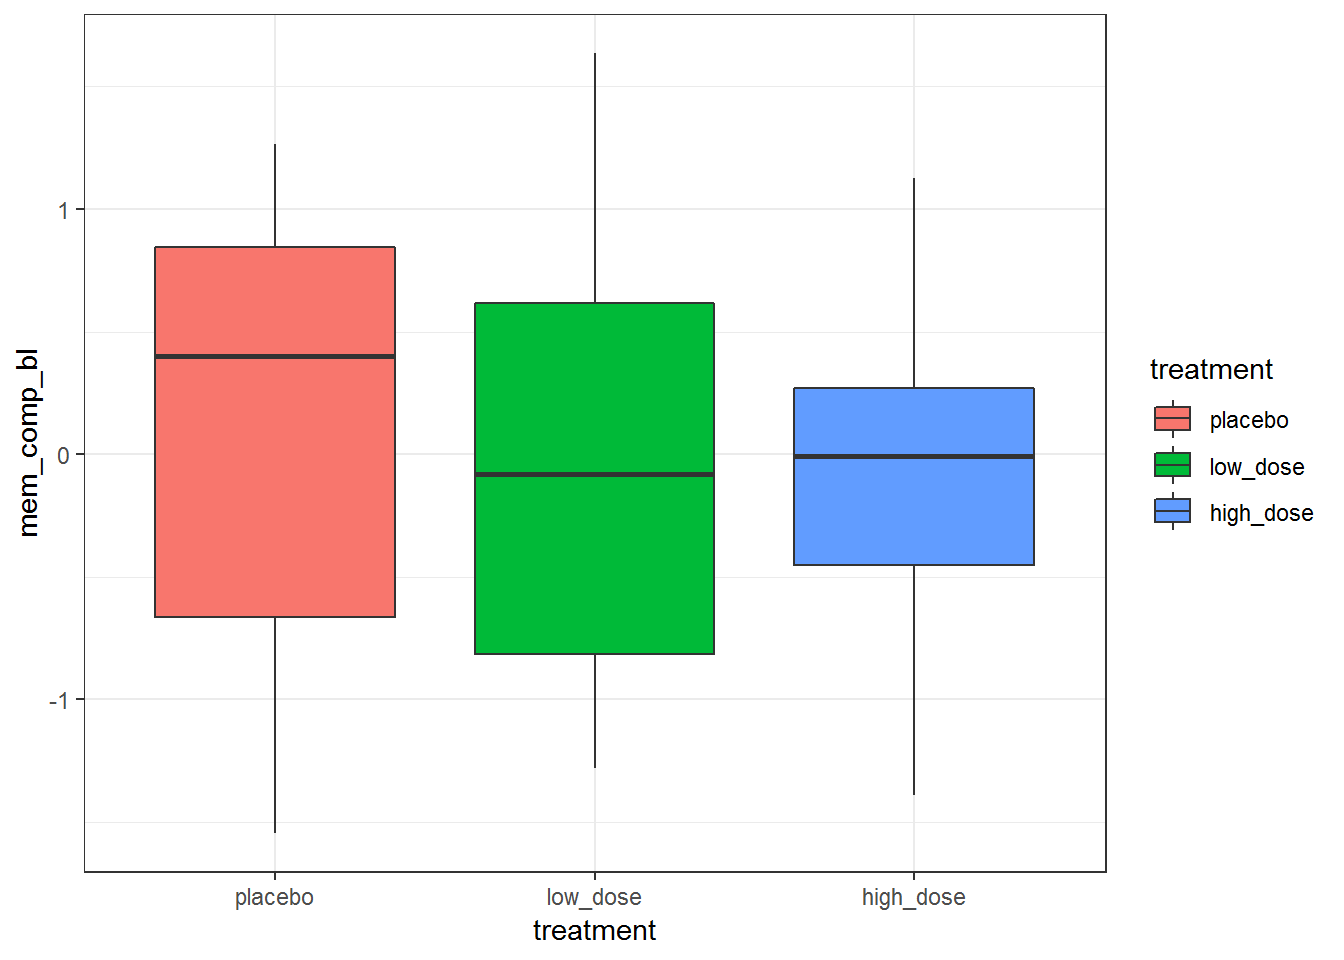 mem_comp_bl
1
0
-1
placebo
low_dose
high_dose
treatment
treatment
placebo
low_dose
high_dose